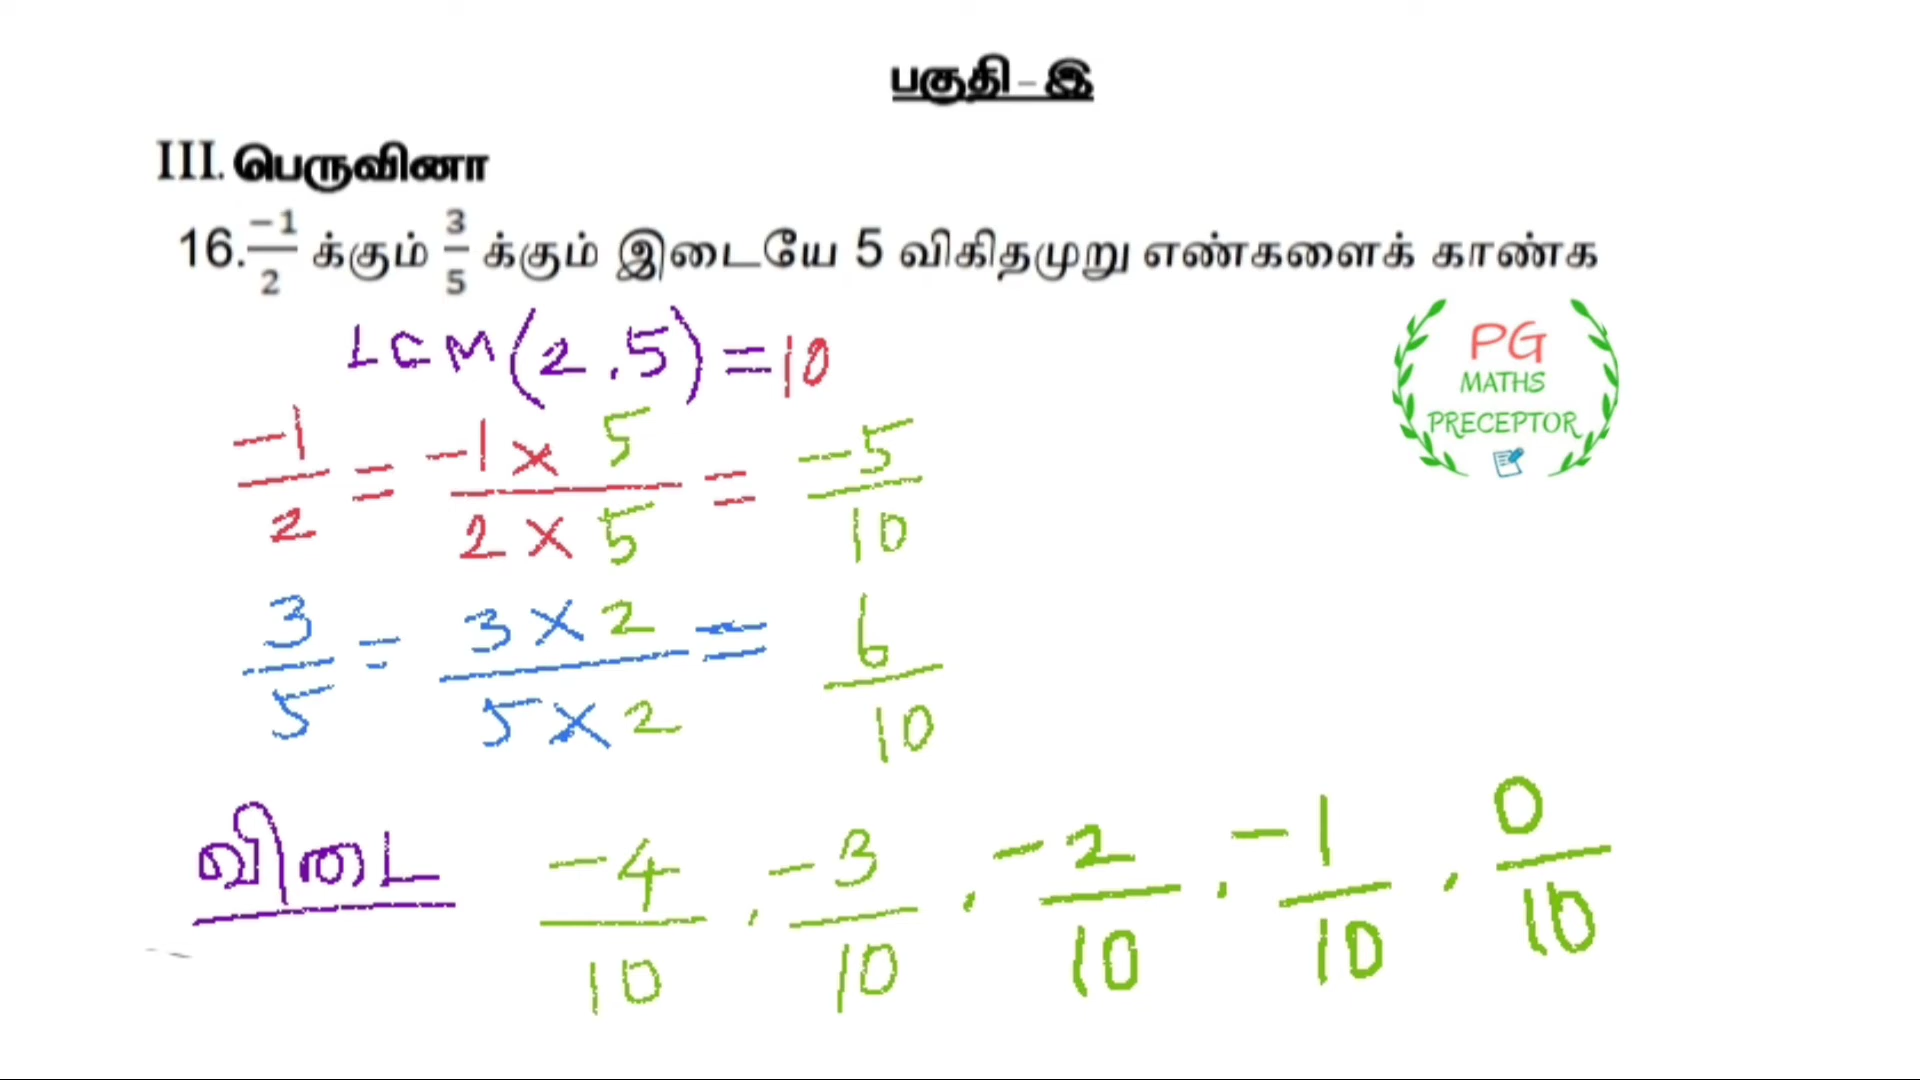 பகுதி – இ
III. பெருவினா
16. -1/2 க்கும் 3/5 க்கும் இடையே 5 விகிதமுறு எண்களைக் காண்க
LCM(2.5)=10
PG
MATHS
PRECEPTOR
-1/2 = -1 x 5/2 x 5 = -5/10
3/5 = 3 x 2/5 x 2 = 6/10
விடை -4/10 , -3/10 , -2/10 , -1/10 , 0/10